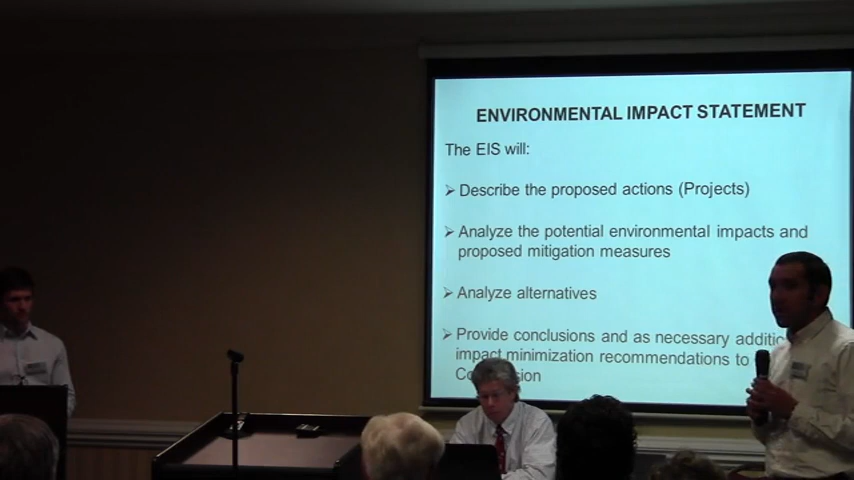 ENVIRONMENTAL IMPACT STATEMENT
The EIS will:
Describe the proposed actions (Projects)
Analyze the potential environmental impacts and
proposed mitigation measures
Analyze alternatives
Provide conclusions and as necessary
impact minimization recommendations to